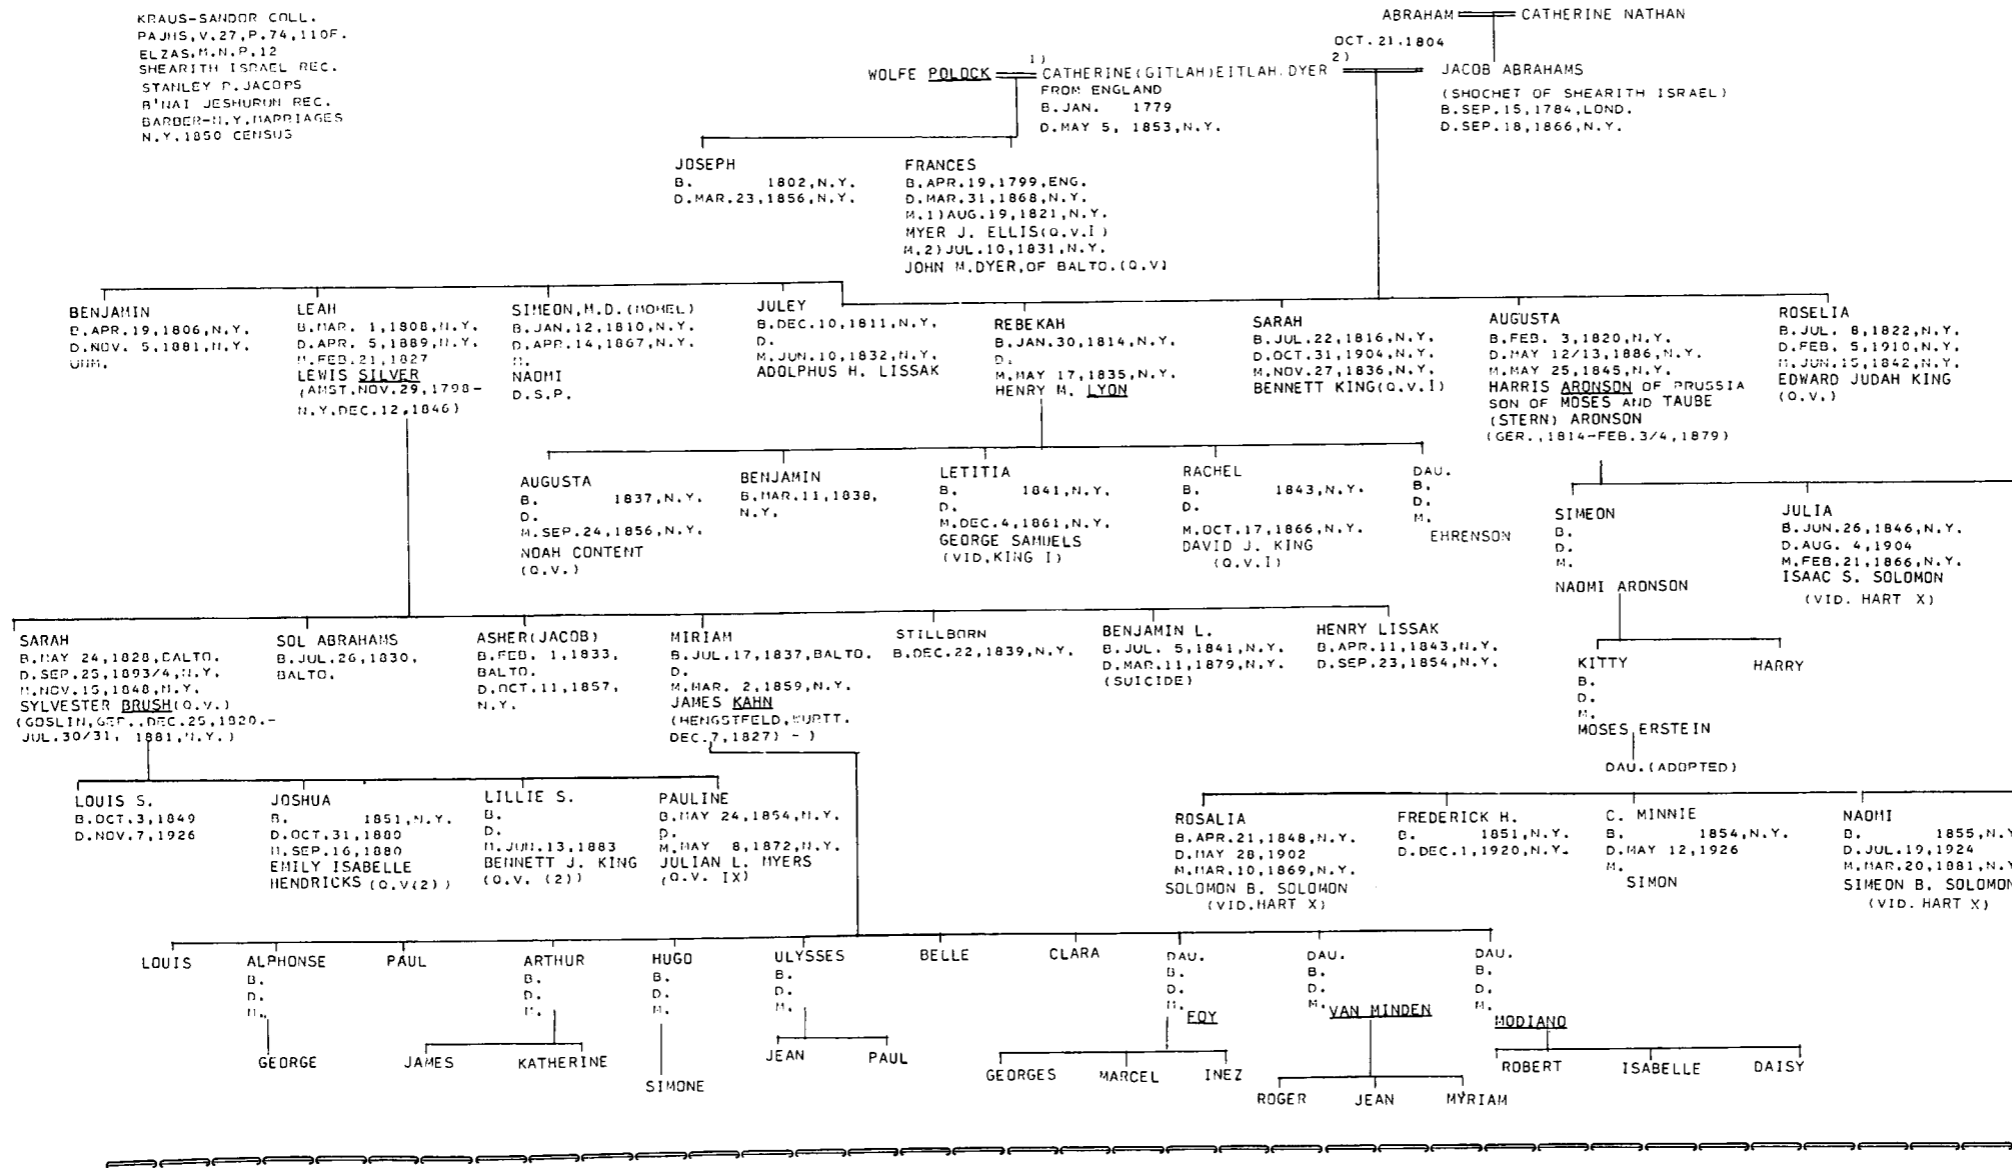 KRAUS-SANDOR COLL.
PAJHS,V.27,P.74,110F.
ELZAS,M.N.P.12
SHEARITH ISRAEL REC.
STANLEY P.JACOPS
B'NAI JESHURUN REC.
BARBER-N.Y.MARRIAGES
N.Y.1850 CENSUS
ABRAHAM CATHERINE NATHAN
OCT.21.1804
WOLFE POLOCK 1) CATHERINE(GITLAH)EITLAH.DYER 2) JACOB ABRAHAMS
FROM ENGLAND
B.JAN. 1779
D.MAY 5, 1853,N.Y.
(SHOCHET OF SHEARITH ISRAEL)
B.SEP.15,1784,LOND.
D.SEP.18,1866,N.Y.
JOSEPH
B. 1802,N.Y.
D.MAR.23,1856,N.Y.
FRANCES
B.APR.19,1799,ENG.
D.MAR.31,1868,N.Y.
M.1)AUG.19,1821,N.Y.
MYER J. ELLIS(Q.V.I)
M.2)JUL.10,1831,N.Y.
JOHN M.DYER,OF BALTO.(Q.V)
BENJAMIN
B.APR.19,1806,N.Y.
D.NOV. 5,1881,N.Y.
UNM.
LEAH
B.MAR. 1,1808,N.Y.
D.APR. 5,1889,N.Y.
M.FEB.21,1827
LEWIS SILVER
(AMST.NOV.29,1798-
N.Y.DEC.12,1846)
SIMEON,M.D.(MOHEL)
B.JAN.12,1810,N.Y.
D.APR.14,1867,N.Y.
M.
NAOMI
D.S.P.
JULEY
B.DEC.10,1811,N.Y.
D.
M.JUN.10,1832,N.Y.
ADOLPHUS H. LISSAK
REBEKAH
B.JAN.30,1814,N.Y.
D.
M.MAY 17,1835,N.Y.
HENRY M. LYON
SARAH
B.JUL.22,1816,N.Y.
D.OCT.31,1904,N.Y.
M.NOV.27,1836,N.Y.
BENNETT KING(Q.V.I)
AUGUSTA
B.FEB. 3,1820,N.Y.
D.MAY 12/13,1886,N.Y.
M.MAY 25,1845,N.Y.
HARRIS ARONSON OF PRUSSIA
SON OF MOSES AND TAUBE
(STERN) ARONSON
(GER.,1814-FEB.3/4,1879)
ROSELIA
B.JUL. 8,1822,N.Y.
D.FEB. 5,1910,N.Y.
M.JUN.15,1842,N.Y.
EDWARD JUDAH KING
(Q.V.)
AUGUSTA
B. 1837,N.Y.
D.
M.SEP.24,1856,N.Y.
NOAH CONTENT
(Q.V.)
BENJAMIN
B.MAR.11,1838,
N.Y.
LETITIA
B. 1841,N.Y.
D.
M.DEC.4,1861,N.Y.
GEORGE SAMUELS
(VID.KING I)
RACHEL
B. 1843,N.Y.
D.
M.OCT.17,1866,N.Y.
DAVID J. KING
(Q.V.I)
DAU.
B.
D.
M.
EHRENSON
SIMEON
B.
D.
M.
NAOMI ARONSON
JULIA
B.JUN.26,1846,N.Y.
D.AUG. 4,1904
M.FEB.21,1866,N.Y.
ISAAC S. SOLOMON
(VID. HART X)
SARAH
B.MAY 24,1828,BALTO.
D.SEP.25,1893/4,N.Y.
M.NOV.15,1848,N.Y.
SYLVESTER BRUSH(Q.V.)
(GOSLIN,GER.,DEC.25,1820.-
JUL.30/31, 1881,N.Y.)
SOL ABRAHAMS
B.JUL.26,1830,
BALTO.
ASHER(JACOB)
B.FEB. 1,1833,
BALTO.
D.OCT.11,1857,
N.Y.
MIRIAM
B.JUL.17,1837,BALTO.
D.
M.MAR. 2,1859,N.Y.
JAMES KAHN
(HENGSTFELD,WURTT.
DEC.7,1827) - )
STILLBORN
B.DEC.22,1839,N.Y.
BENJAMIN L.
B.JUL. 5,1841,N.Y.
D.MAR.11,1879,N.Y.
(SUICIDE)
HENRY LISSAK
B.APR.11,1843,N.Y.
D.SEP.23,1854,N.Y.
KITTY
B.
D.
M.
MOSES ERSTEIN
HARRY
DAU.(ADOPTED)
LOUIS S.
B.OCT.3,1849
D.NOV.7,1926
JOSHUA
B. 1851,N.Y.
D.OCT.31,1880
M.SEP.16,1880
EMILY ISABELLE
HENDRICKS (Q.V(2))
LILLIE S.
B.
D.
M.JUN.13,1883
BENNETT J. KING
(Q.V. (2))
PAULINE
B.MAY 24,1854,N.Y.
D.
M.MAY 8,1872,N.Y.
JULIAN L. MYERS
(Q.V. IX)
ROSALIA
B.APR.21,1848,N.Y.
D.MAY 28,1902
M.MAR.10,1869,N.Y.
SOLOMON B. SOLOMON
(VID.HART X)
FREDERICK H.
B. 1851,N.Y.
D.DEC.1,1920,N.Y.
C. MINNIE
B. 1854,N.Y.
D.MAY 12,1926
M.
SIMON
NAOMI
B. 1855,N.Y
D.JUL.19,1924
M.MAR.20,1881,N.Y
SIMEON B. SOLOMON
(VID. HART X)
LOUIS
ALPHONSE
B.
D.
M.
PAUL
ARTHUR
B.
D.
M.
HUGO
B.
D.
M.
ULYSSES
B.
D.
M.
BELLE
CLARA
DAU.
B.
D.
M.
FOY
DAU.
B.
D.
M.
VAN MINDEN
DAU.
B.
D.
M.
MODIANO
GEORGE
JAMES
KATHERINE
SIMONE
JEAN
PAUL
GEORGES
MARCEL
INEZ
ROGER
JEAN
MYRIAM
ROBERT
ISABELLE
DAISY